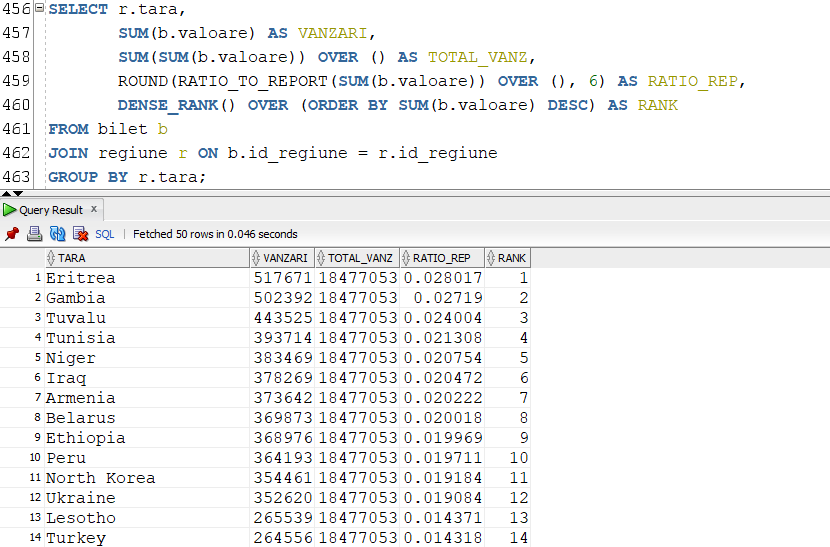 456 SELECT r.tara,
457 SUM(b.valoare) AS VANZARI,
458 SUM(SUM(b.valoare)) OVER () AS TOTAL_VANZ,
459 ROUND(RATIO_TO_REPORT(SUM(b.valoare)) OVER (), 6) AS RATIO_REP,
460 DENSE_RANK() OVER (ORDER BY SUM(b.valoare) DESC) AS RANK
461 FROM bilet b
462 JOIN regiune r ON b.id_regiune = r.id_regiune
463 GROUP BY r.tara;
Query Result x
SQL | Fetched 50 rows in 0.046 seconds
TARA VANZARI TOTAL_VANZ RATIO_REP RANK
1 Eritrea 517671 18477053 0.028017 1
2 Gambia 502392 18477053 0.02719 2
3 Tuvalu 443525 18477053 0.024004 3
4 Tunisia 393714 18477053 0.021308 4
5 Niger 383469 18477053 0.020754 5
6 Iraq 378269 18477053 0.020472 6
7 Armenia 373642 18477053 0.020222 7
8 Belarus 369873 18477053 0.020018 8
9 Ethiopia 368976 18477053 0.019969 9
10 Peru 364193 18477053 0.019711 10
11 North Korea 354461 18477053 0.019184 11
12 Ukraine 352620 18477053 0.019084 12
13 Lesotho 265539 18477053 0.014371 13
14 Turkey 264556 18477053 0.014318 14